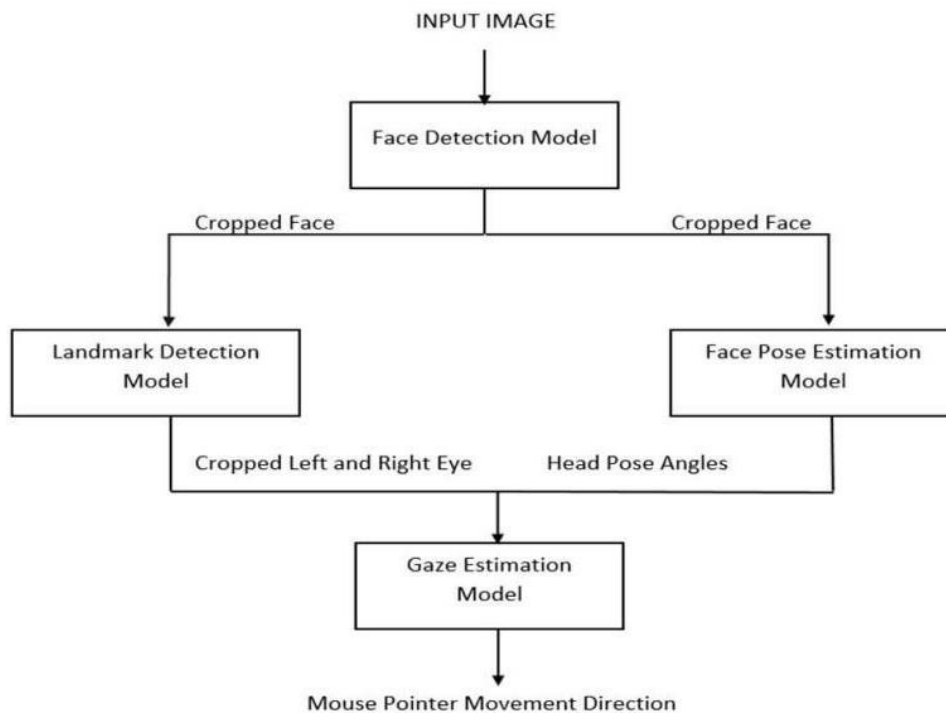 INPUT IMAGE
Face Detection Model
Cropped Face
Cropped Face
Landmark Detection
Model
Face Pose Estimation
Model
Cropped Left and Right Eye
Head Pose Angles
Gaze Estimation
Model
Mouse Pointer Movement Direction